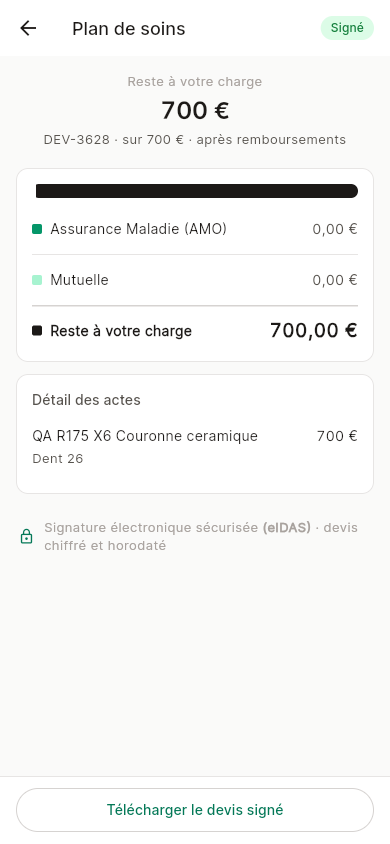 Plan de soins
Signé
Reste à votre charge
700 €
DEV-3628 · sur 700 € · après remboursements
Assurance Maladie (AMO) 0,00 €
Mutuelle 0,00 €
Reste à votre charge 700,00 €
Détail des actes
QA R175 X6 Couronne ceramique 700 €
Dent 26
Signature électronique sécurisée (eIDAS) · devis
chiffré et horodaté
Télécharger le devis signé